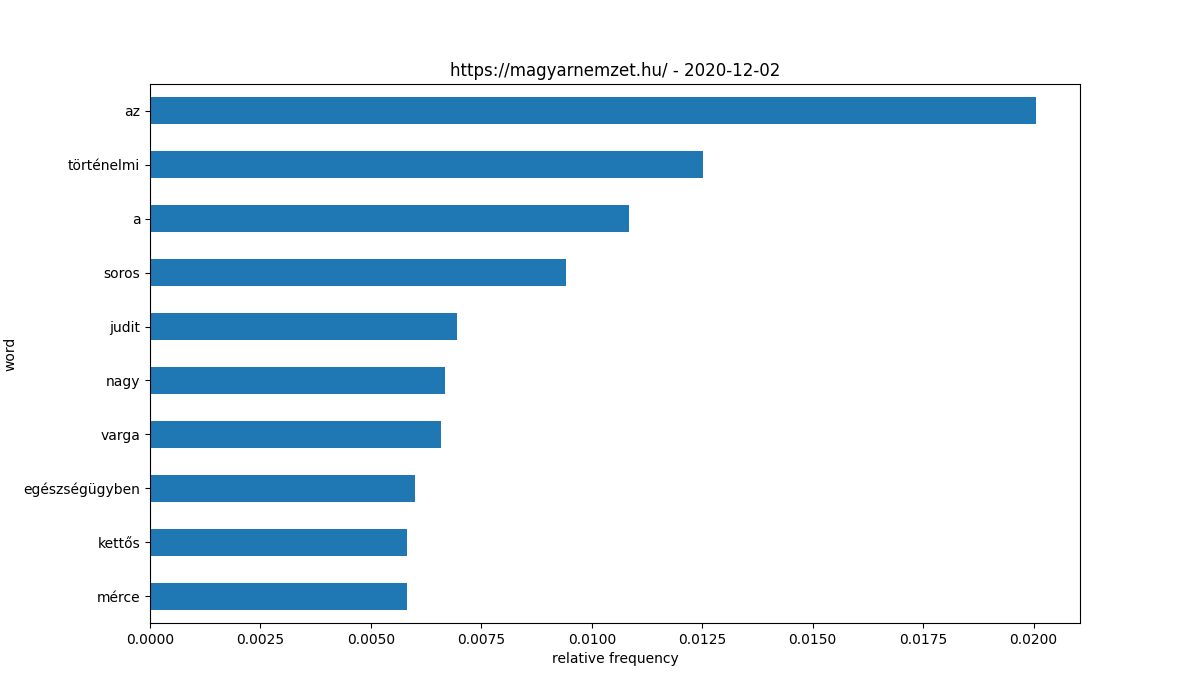 https://magyarnemzet.hu/ - 2020-12-02
az
történelmi
a
soros
judit
nagy
varga
egészségügyben
kettős
mérce
word
0.0000 0.0025 0.0050 0.0075 0.0100 0.0125 0.0150 0.0175 0.0200
relative frequency